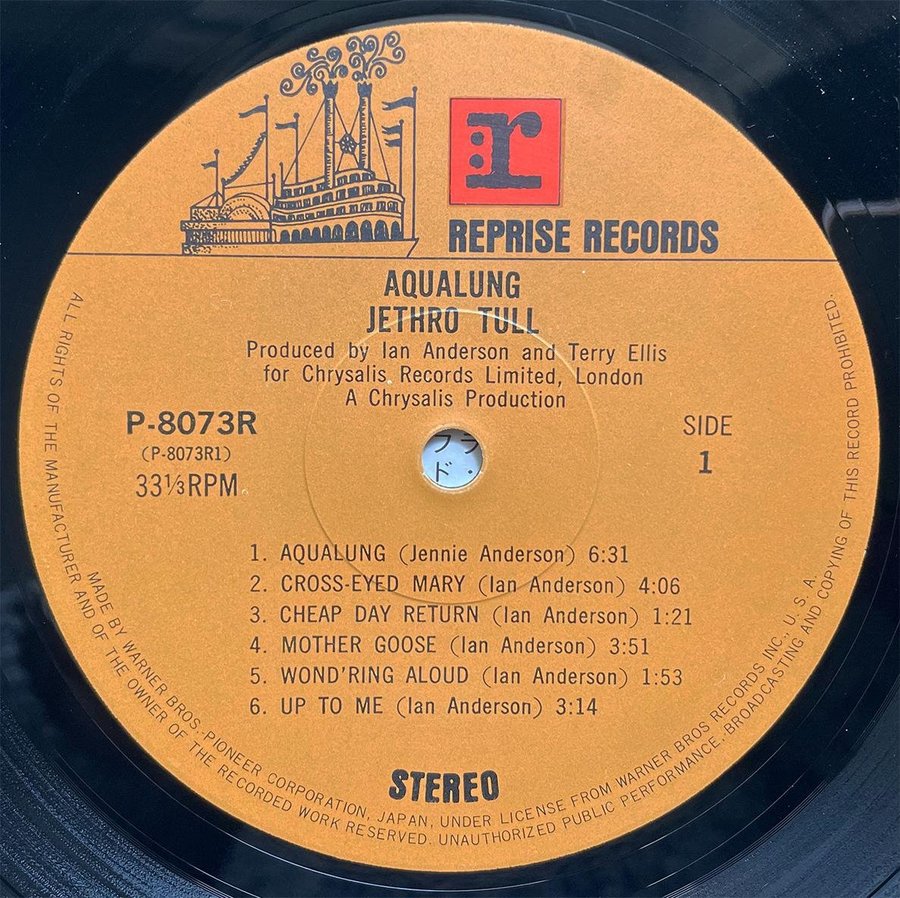 r
REPRISE RECORDS
AQUALUNG
JETHRO TULL
Produced by Ian Anderson and Terry Ellis
for Chrysalis Records Limited, London
A Chrysalis Production
P-8073R
(P-8073R1)
33⅓RPM
SIDE
1
フラ
ド・
1. AQUALUNG (Jennie Anderson) 6:31
2. CROSS-EYED MARY (Ian Anderson) 4:06
3. CHEAP DAY RETURN (Ian Anderson) 1:21
4. MOTHER GOOSE (Ian Anderson) 3:51
5. WOND'RING ALOUD (Ian Anderson) 1:53
6. UP TO ME (Ian Anderson) 3:14
STEREO
MADE BY WARNER BROS.-PIONEER CORPORATION, JAPAN, UNDER LICENSE FROM WARNER BROS RECORDS INC., U. S. A.
ALL RIGHTS OF THE MANUFACTURER AND OF THE OWNER OF THE RECORDED WORK RESERVED. UNAUTHORIZED PUBLIC PERFORMANCE, BROADCASTING AND COPYING OF THIS RECORD PROHIBITED.